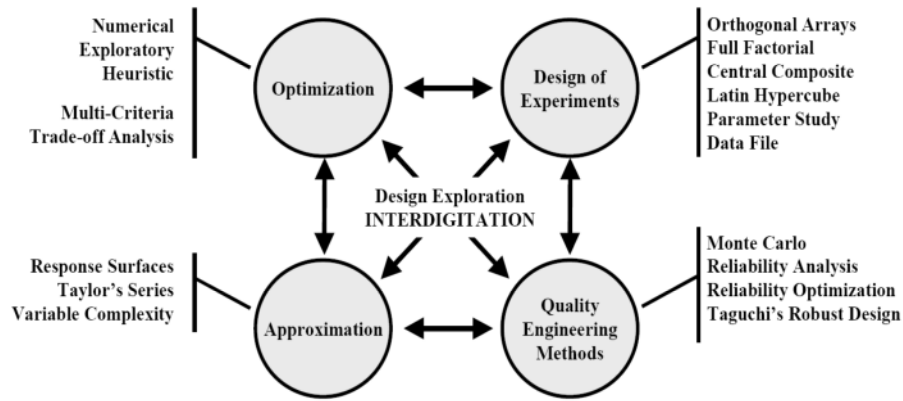 Numerical
Exploratory
Heuristic
Multi-Criteria
Trade-off Analysis
Optimization
Design of
Experiments
Orthogonal Arrays
Full Factorial
Central Composite
Latin Hypercube
Parameter Study
Data File
Design Exploration
INTERDIGITATION
Response Surfaces
Taylor's Series
Variable Complexity
Approximation
Quality
Engineering
Methods
Monte Carlo
Reliability Analysis
Reliability Optimization
Taguchi's Robust Design